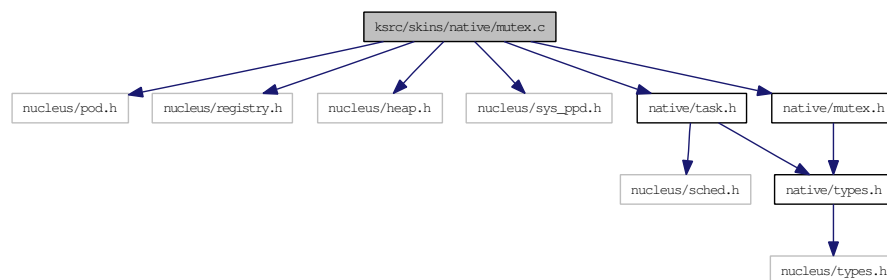 ksrc/skins/native/mutex.c
nucleus/pod.h
nucleus/registry.h
nucleus/heap.h
nucleus/sys_ppd.h
native/task.h
native/mutex.h
nucleus/sched.h
native/types.h
nucleus/types.h